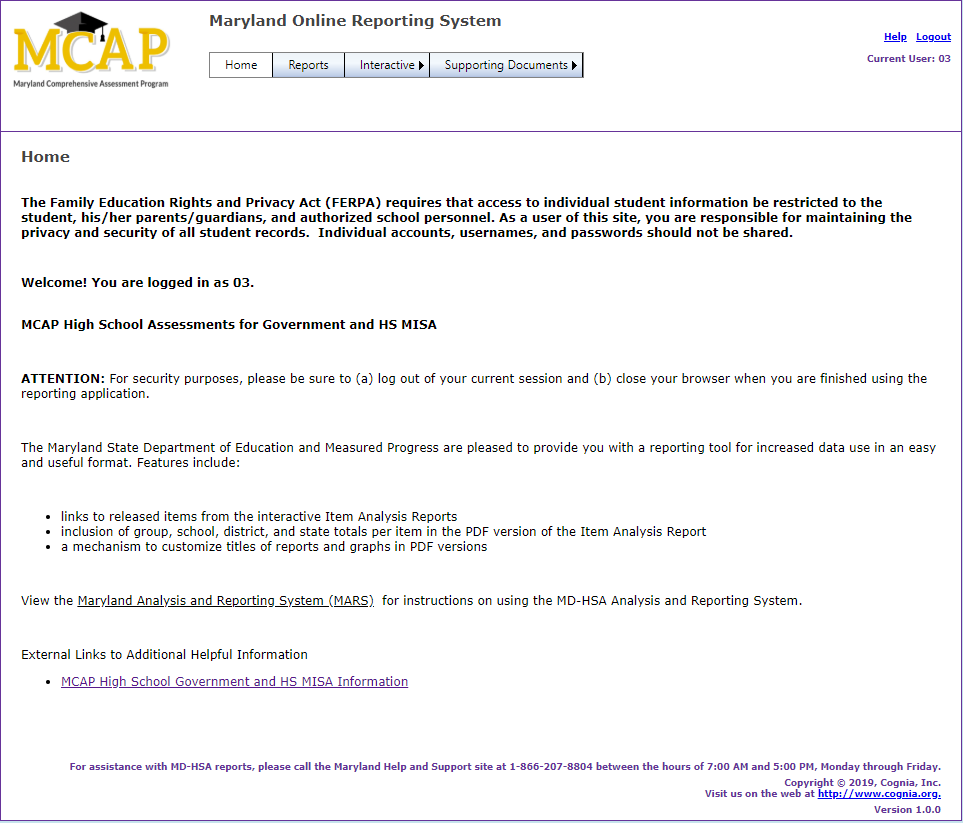 MCAP
Maryland Comprehensive Assessment Program
Maryland Online Reporting System
Help Logout
Current User: 03
Home Reports Interactive Supporting Documents
Home
The Family Education Rights and Privacy Act (FERPA) requires that access to individual student information be restricted to the
student, his/her parents/guardians, and authorized school personnel. As a user of this site, you are responsible for maintaining the
privacy and security of all student records.  Individual accounts, usernames, and passwords should not be shared.
Welcome! You are logged in as 03.
MCAP High School Assessments for Government and HS MISA
ATTENTION: For security purposes, please be sure to (a) log out of your current session and (b) close your browser when you are finished using the
reporting application.
The Maryland State Department of Education and Measured Progress are pleased to provide you with a reporting tool for increased data use in an easy
and useful format. Features include:
• links to released items from the interactive Item Analysis Reports
• inclusion of group, school, district, and state totals per item in the PDF version of the Item Analysis Report
• a mechanism to customize titles of reports and graphs in PDF versions
View the Maryland Analysis and Reporting System (MARS)  for instructions on using the MD-HSA Analysis and Reporting System.
External Links to Additional Helpful Information
• MCAP High School Government and HS MISA Information
For assistance with MD-HSA reports, please call the Maryland Help and Support site at 1-866-207-8804 between the hours of 7:00 AM and 5:00 PM, Monday through Friday.
Copyright © 2019, Cognia, Inc.
Visit us on the web at http://www.cognia.org.
Version 1.0.0